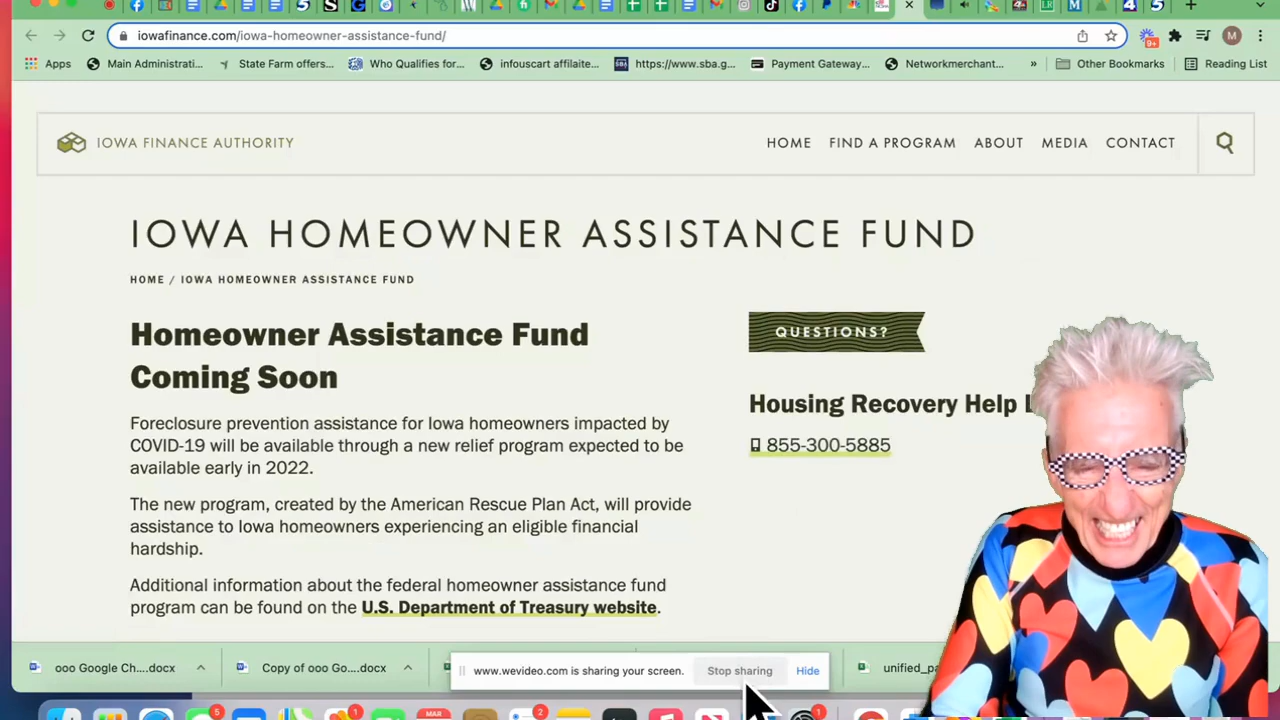 iowafinance.com/iowa-homeowner-assistance-fund/
9+
M
Apps
Main Administrati...
State Farm offers...
Who Qualifies for...
infouscart affilaite...
https://www.sba.g...
Payment Gateway...
Networkmerchant...
»
Other Bookmarks
Reading List
IOWA FINANCE AUTHORITY
HOME
FIND A PROGRAM
ABOUT
MEDIA
CONTACT
IOWA HOMEOWNER ASSISTANCE FUND
HOME / IOWA HOMEOWNER ASSISTANCE FUND
Homeowner Assistance Fund
Coming Soon
Foreclosure prevention assistance for Iowa homeowners impacted by
COVID-19 will be available through a new relief program expected to be
available early in 2022.
The new program, created by the American Rescue Plan Act, will provide
assistance to Iowa homeowners experiencing an eligible financial
hardship.
Additional information about the federal homeowner assistance fund
program can be found on the U.S. Department of Treasury website.
QUESTIONS?
Housing Recovery Help
855-300-5885
ooo Google Ch....docx
Copy of ooo Go....docx
www.wevideo.com is sharing your screen.
Stop sharing
Hide
unified_pa
5
1
MAR
2
1